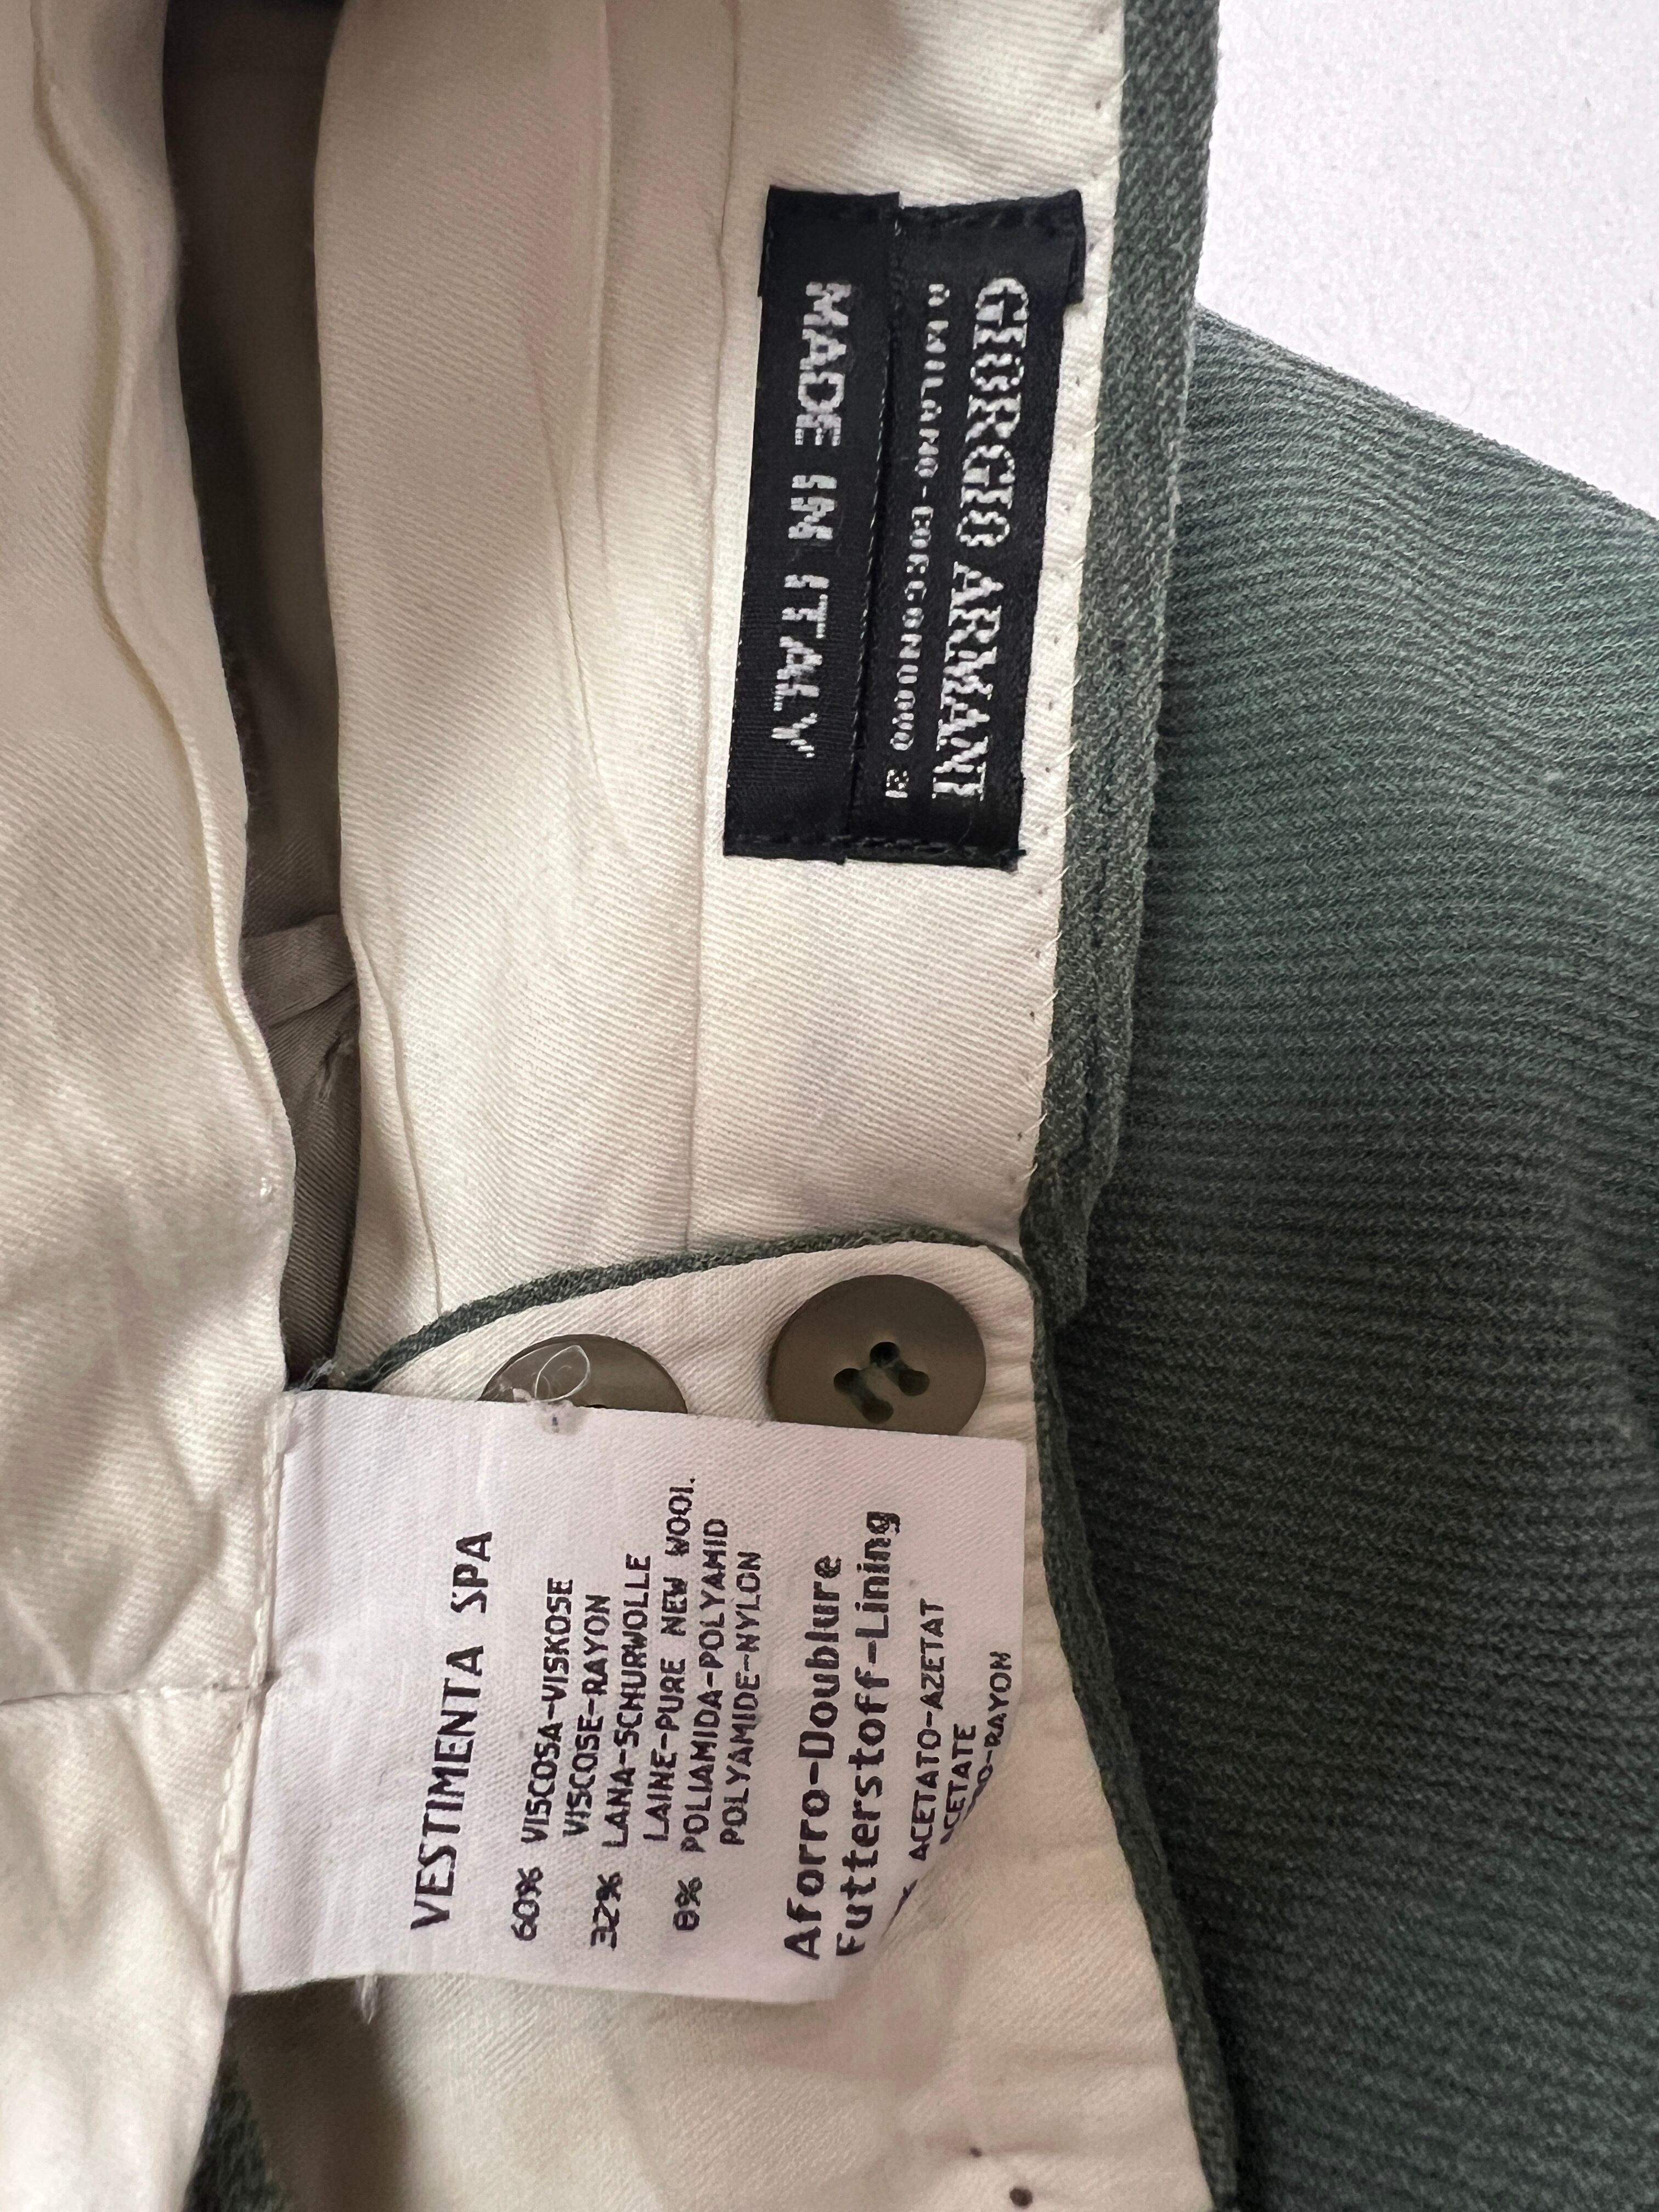 GIORGIO ARMANI
A MILANO-BORGONUOVO 21
MADE IN ITALY
VESTIMENTA SPA
60% VISCOSA-VISKOSE
VISCOSE-RAYON
32% LANA-SCHURWOLLE
LAINE-PURE NEW WOOL
8% POLIAMIDA-POLYAMID
POLYAMIDE-NYLON
Aforro-Doublure
Futterstoff-Lining
ACETATO-AZETAT
ACETATE